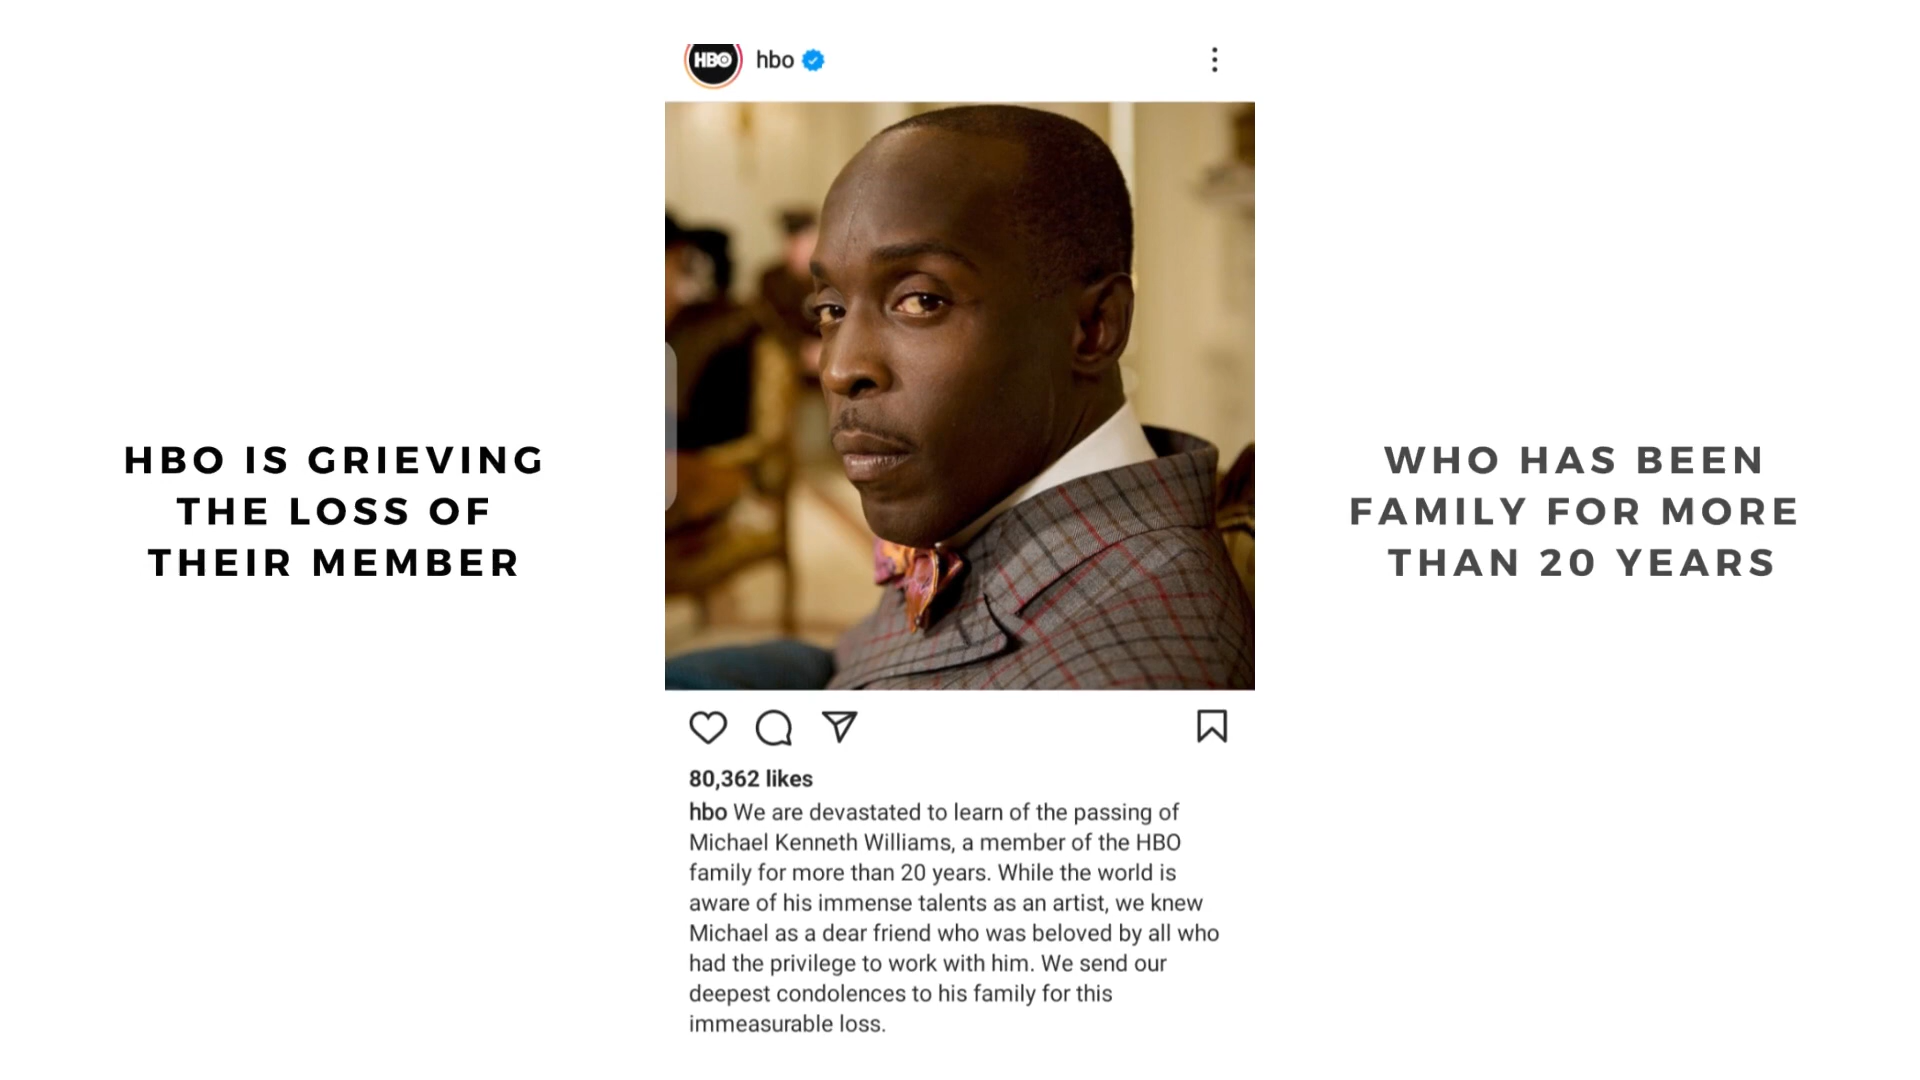 HBO
hbo
HBO IS GRIEVING
THE LOSS OF
THEIR MEMBER
WHO HAS BEEN
FAMILY FOR MORE
THAN 20 YEARS
80,362 likes
hbo We are devastated to learn of the passing of
Michael Kenneth Williams, a member of the HBO
family for more than 20 years. While the world is
aware of his immense talents as an artist, we knew
Michael as a dear friend who was beloved by all who
had the privilege to work with him. We send our
deepest condolences to his family for this
immeasurable loss.